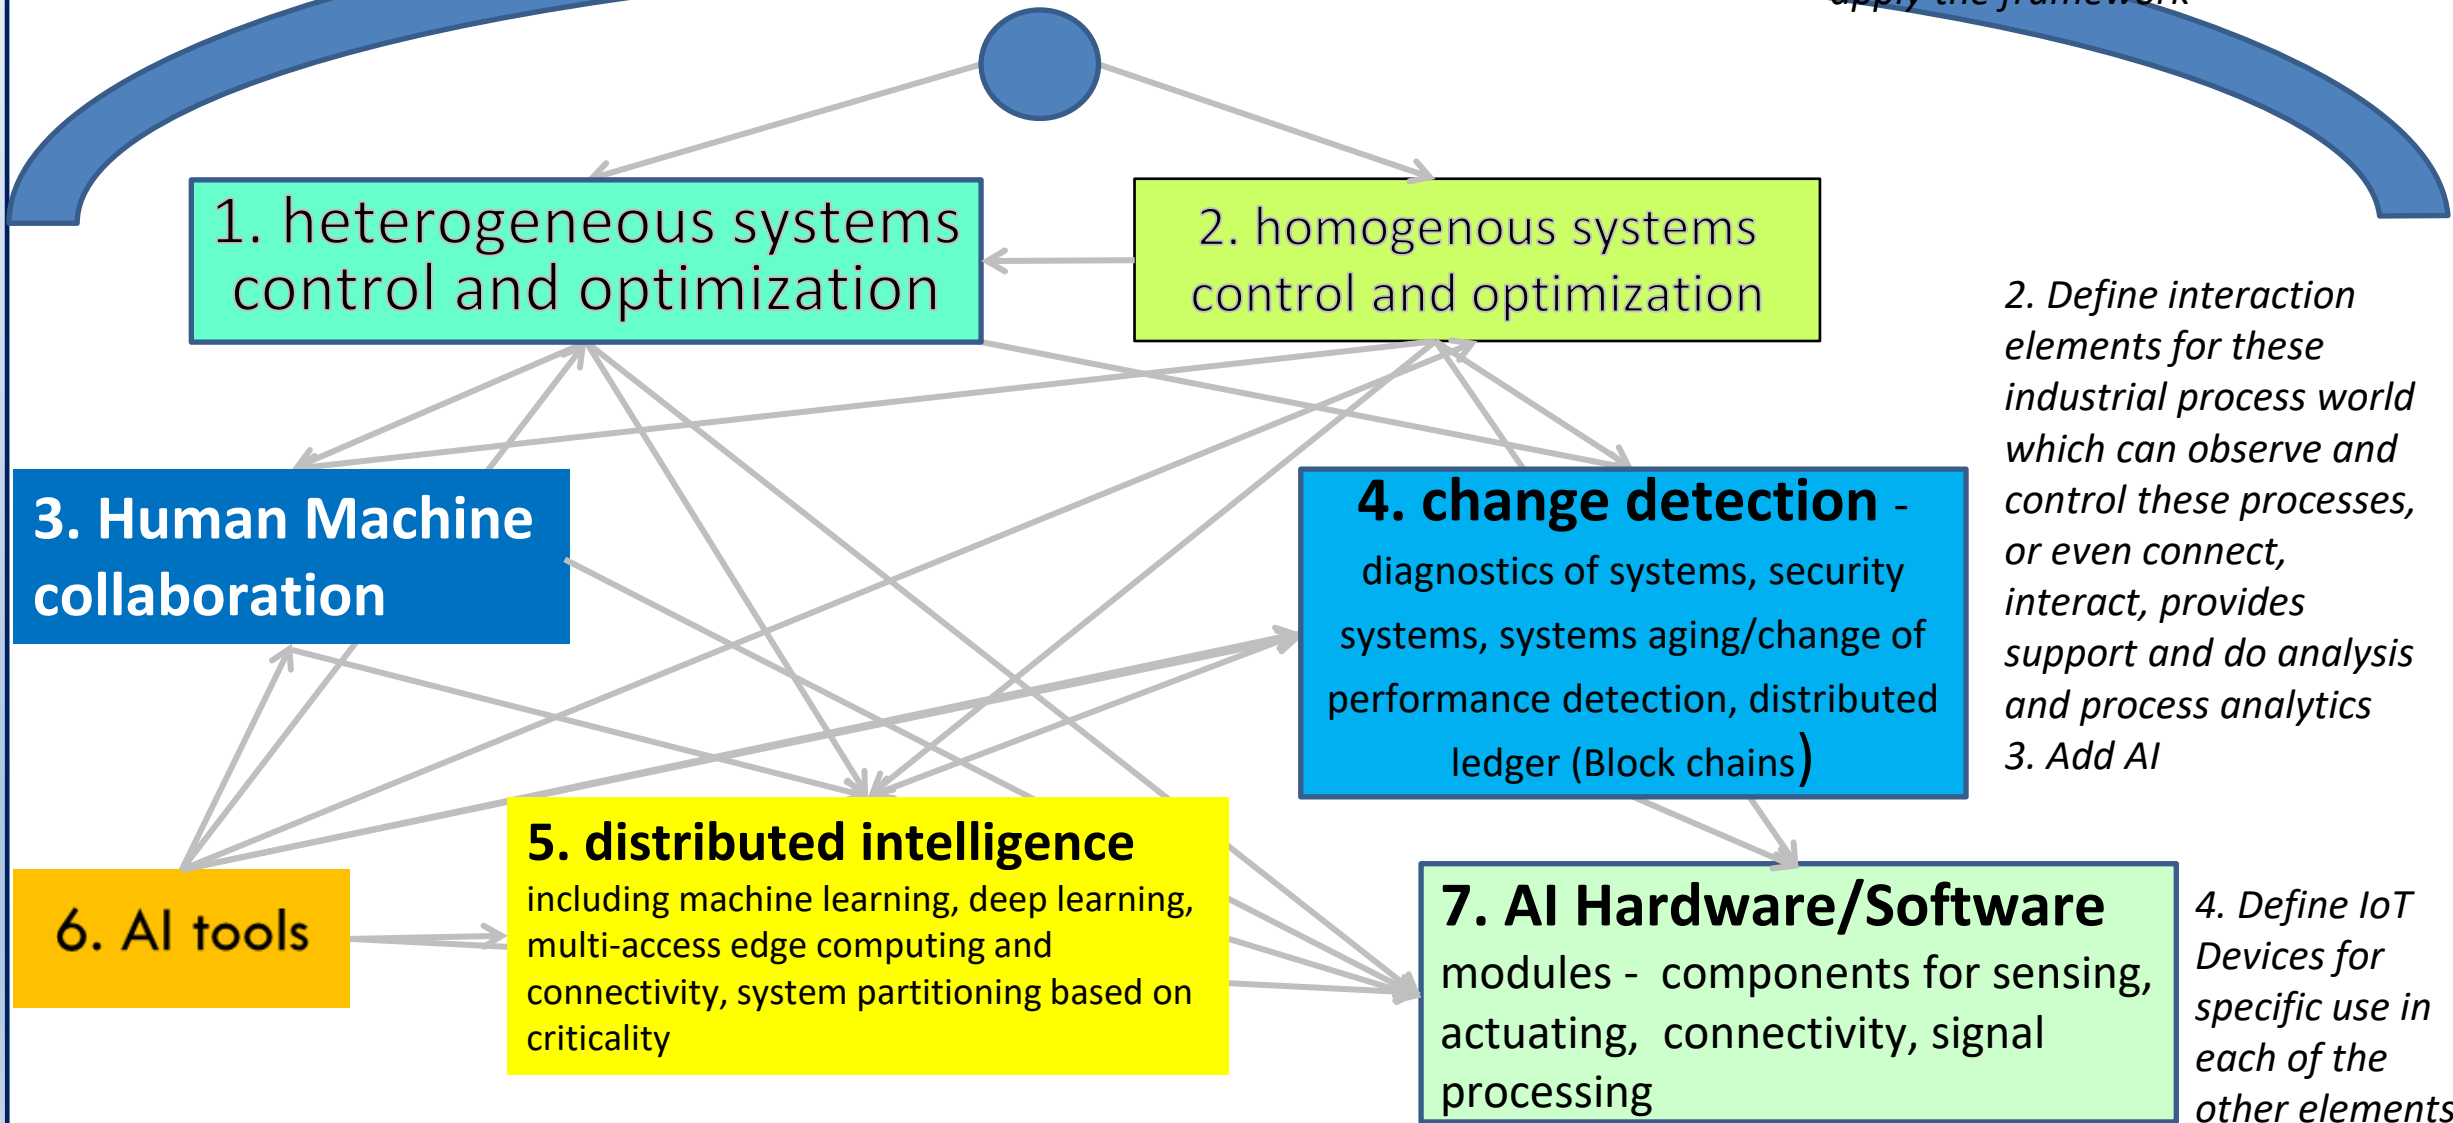 apply the framework
1. heterogeneous systems
control and optimization
2. homogenous systems
control and optimization
2. Define interaction
elements for these
industrial process world
which can observe and
control these processes,
or even connect,
interact, provides
support and do analysis
and process analytics
3. Add AI
3. Human Machine
collaboration
4. change detection -
diagnostics of systems, security
systems, systems aging/change of
performance detection, distributed
ledger (Block chains)
5. distributed intelligence
including machine learning, deep learning,
multi-access edge computing and
connectivity, system partitioning based on
criticality
6. AI tools
7. AI Hardware/Software
modules - components for sensing,
actuating, connectivity, signal
processing
4. Define IoT
Devices for
specific use in
each of the
other elements